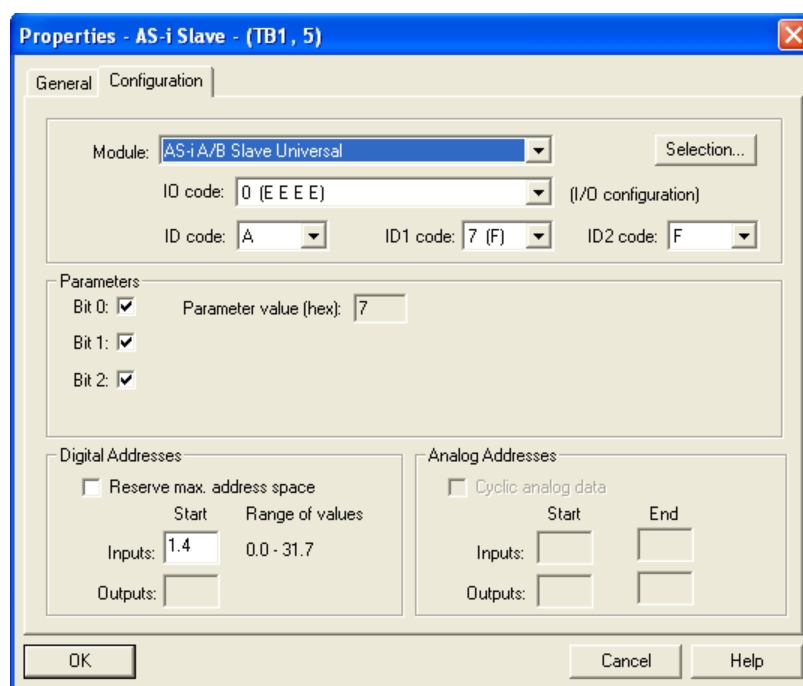 Properties - AS-i Slave - (TB1, 5)
General Configuration
Module: AS-i A/B Slave Universal Selection...
IO code: 0 (E E E E) (I/O configuration)
ID code: A ID1 code: 7 (F) ID2 code: F
Parameters
Bit 0: Parameter value (hex): 7
Bit 1:
Bit 2:
Digital Addresses
Reserve max. address space
Start Range of values
Inputs: 1.4 0.0 - 31.7
Outputs:
Analog Addresses
Cyclic analog data
Start End
Inputs:
Outputs:
OK Cancel Help